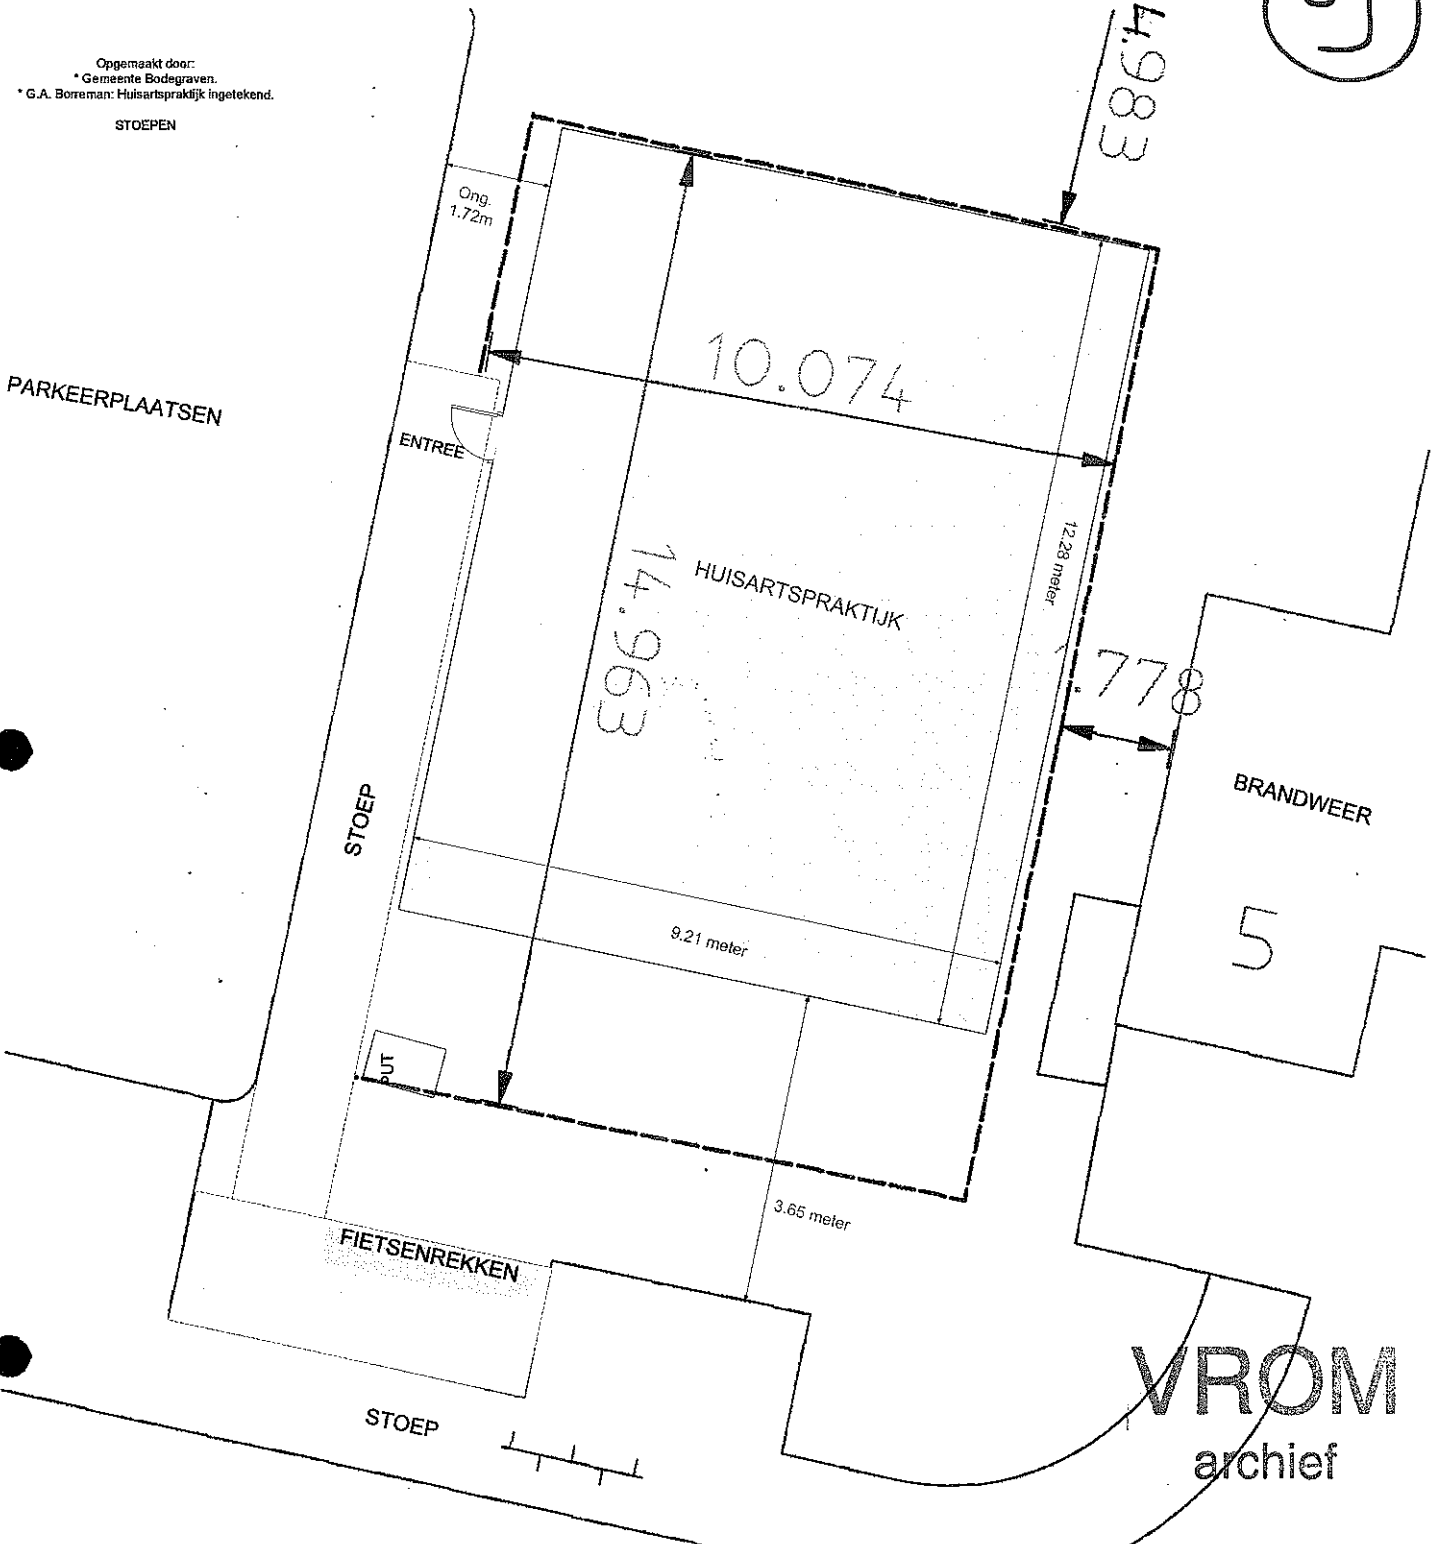 Opgemaakt door:
* Gemeente Bodegraven.
* G.A. Borreman: Huisartspraktijk ingetekend.
STOEPEN
4.983
Ong.
1.72m
10.074
PARKEERPLAATSEN
ENTREE
12.28 meter
HUISARTSPRAKTIJK
14.963
.778
BRANDWEER
STOEP
5
9.21 meter
PUT
3.65 meter
FIETSENREKKEN
STOEP
VROM
archief